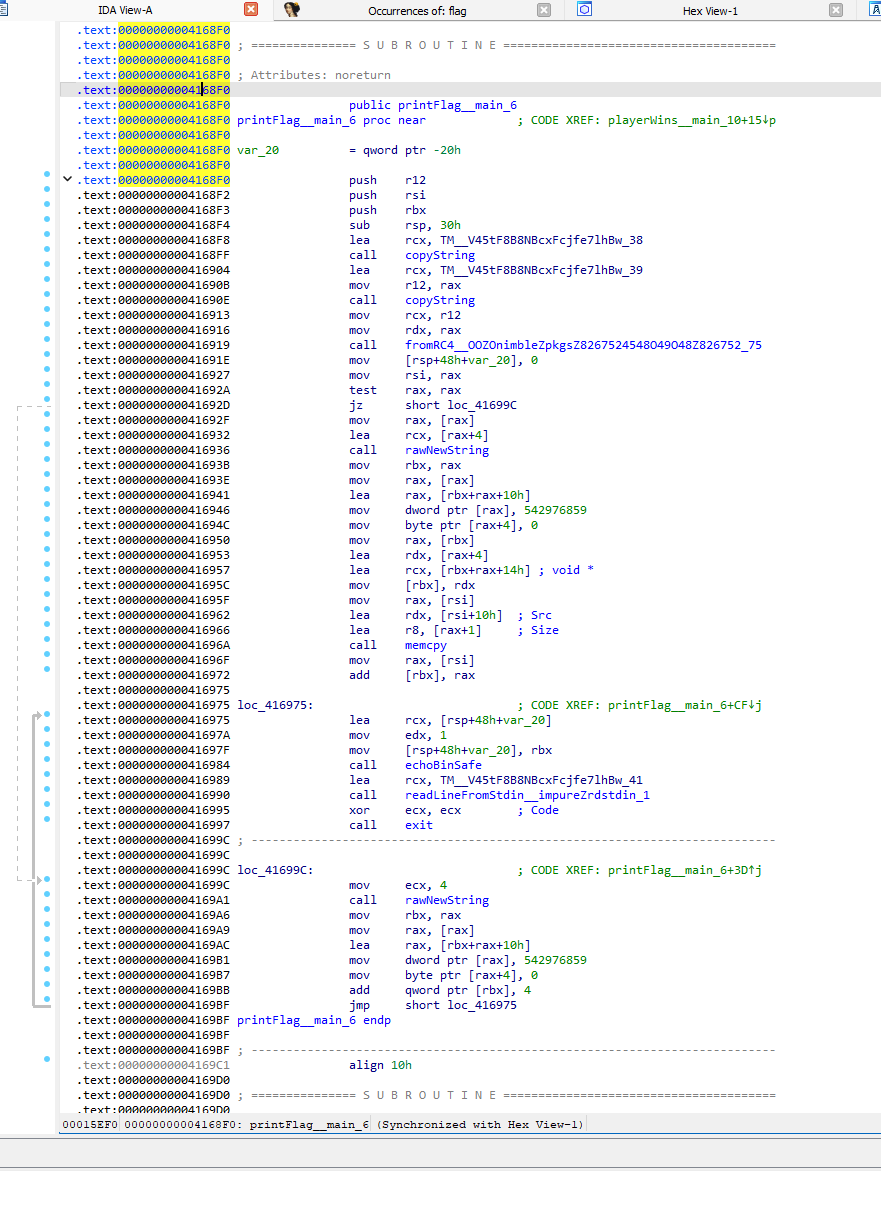 IDA View-A Occurrences of: flag Hex View-1
.text:00000000004168F0
.text:00000000004168F0 ; =============== S U B R O U T I N E =======================================
.text:00000000004168F0
.text:00000000004168F0 ; Attributes: noreturn
.text:00000000004168F0
.text:00000000004168F0 public printFlag__main_6
.text:00000000004168F0 printFlag__main_6 proc near ; CODE XREF: playerWins__main_10+15↓p
.text:00000000004168F0
.text:00000000004168F0 var_20 = qword ptr -20h
.text:00000000004168F0
.text:00000000004168F0 push r12
.text:00000000004168F2 push rsi
.text:00000000004168F3 push rbx
.text:00000000004168F4 sub rsp, 30h
.text:00000000004168F8 lea rcx, TM__V45tF8B8NBcxFcjfe7lhBw_38
.text:00000000004168FF call copyString
.text:0000000000416904 lea rcx, TM__V45tF8B8NBcxFcjfe7lhBw_39
.text:000000000041690B mov r12, rax
.text:000000000041690E call copyString
.text:0000000000416913 mov rcx, r12
.text:0000000000416916 mov rdx, rax
.text:0000000000416919 call fromRC4__OOZOnimbleZpkgsZ8267524548O49O48Z826752_75
.text:000000000041691E mov [rsp+48h+var_20], 0
.text:0000000000416927 mov rsi, rax
.text:000000000041692A test rax, rax
.text:000000000041692D jz short loc_41699C
.text:000000000041692F mov rax, [rax]
.text:0000000000416932 lea rcx, [rax+4]
.text:0000000000416936 call rawNewString
.text:000000000041693B mov rbx, rax
.text:000000000041693E mov rax, [rax]
.text:0000000000416941 lea rax, [rbx+rax+10h]
.text:0000000000416946 mov dword ptr [rax], 542976859
.text:000000000041694C mov byte ptr [rax+4], 0
.text:0000000000416950 mov rax, [rbx]
.text:0000000000416953 lea rdx, [rax+4]
.text:0000000000416957 lea rcx, [rbx+rax+14h] ; void *
.text:000000000041695C mov [rbx], rdx
.text:000000000041695F mov rax, [rsi]
.text:0000000000416962 lea rdx, [rsi+10h] ; Src
.text:0000000000416966 lea r8, [rax+1] ; Size
.text:000000000041696A call memcpy
.text:000000000041696F mov rax, [rsi]
.text:0000000000416972 add [rbx], rax
.text:0000000000416975
.text:0000000000416975 loc_416975: ; CODE XREF: printFlag__main_6+CF↓j
.text:0000000000416975 lea rcx, [rsp+48h+var_20]
.text:000000000041697A mov edx, 1
.text:000000000041697F mov [rsp+48h+var_20], rbx
.text:0000000000416984 call echoBinSafe
.text:0000000000416989 lea rcx, TM__V45tF8B8NBcxFcjfe7lhBw_41
.text:0000000000416990 call readLineFromStdin__impureZrdstdin_1
.text:0000000000416995 xor ecx, ecx ; Code
.text:0000000000416997 call exit
.text:000000000041699C ; ---------------------------------------------------------------------------
.text:000000000041699C
.text:000000000041699C loc_41699C: ; CODE XREF: printFlag__main_6+3D↑j
.text:000000000041699C mov ecx, 4
.text:00000000004169A1 call rawNewString
.text:00000000004169A6 mov rbx, rax
.text:00000000004169A9 mov rax, [rax]
.text:00000000004169AC lea rax, [rbx+rax+10h]
.text:00000000004169B1 mov dword ptr [rax], 542976859
.text:00000000004169B7 mov byte ptr [rax+4], 0
.text:00000000004169BB add qword ptr [rbx], 4
.text:00000000004169BF jmp short loc_416975
.text:00000000004169BF printFlag__main_6 endp
.text:00000000004169BF
.text:00000000004169BF ; ---------------------------------------------------------------------------
.text:00000000004169C1 align 10h
.text:00000000004169D0
.text:00000000004169D0 ; =============== S U B R O U T I N E =======================================
.text:00000000004169D0
00015EF0 00000000004168F0: printFlag__main_6 (Synchronized with Hex View-1)